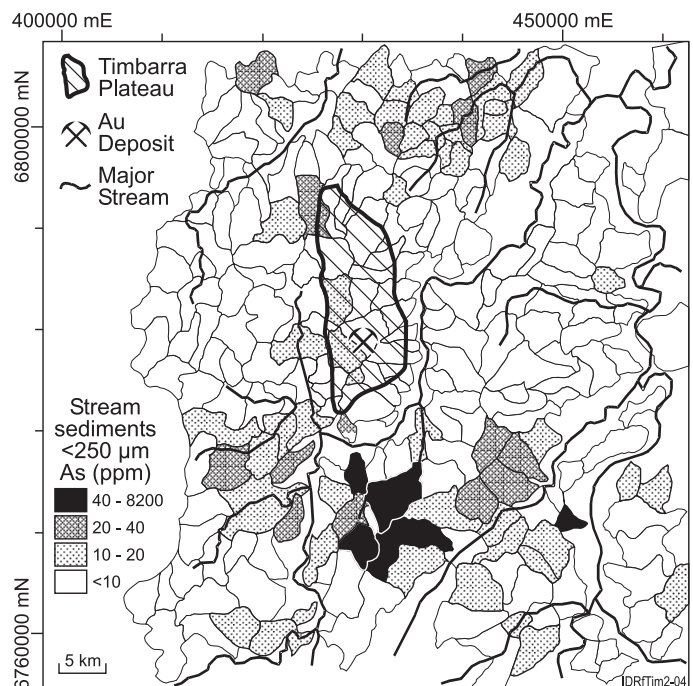 400000 mE
450000 mE
6800000 mN
6760000 mN
Timbarra
Plateau
Au
Deposit
Major
Stream
Stream
sediments
<250 µm
As (ppm)
40 - 8200
20 - 40
10 - 20
<10
5 km
IDRfTim2-04